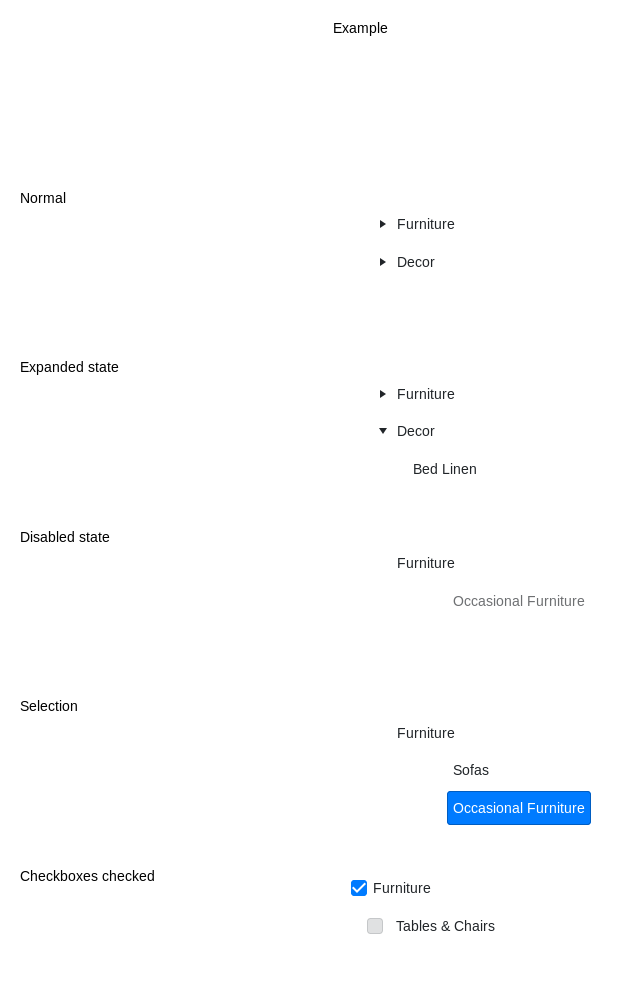 Example
Normal
Furniture
Decor
Expanded state
Furniture
Decor
Bed Linen
Disabled state
Furniture
Occasional Furniture
Selection
Furniture
Sofas
Occasional Furniture
Checkboxes checked
Furniture
Tables & Chairs